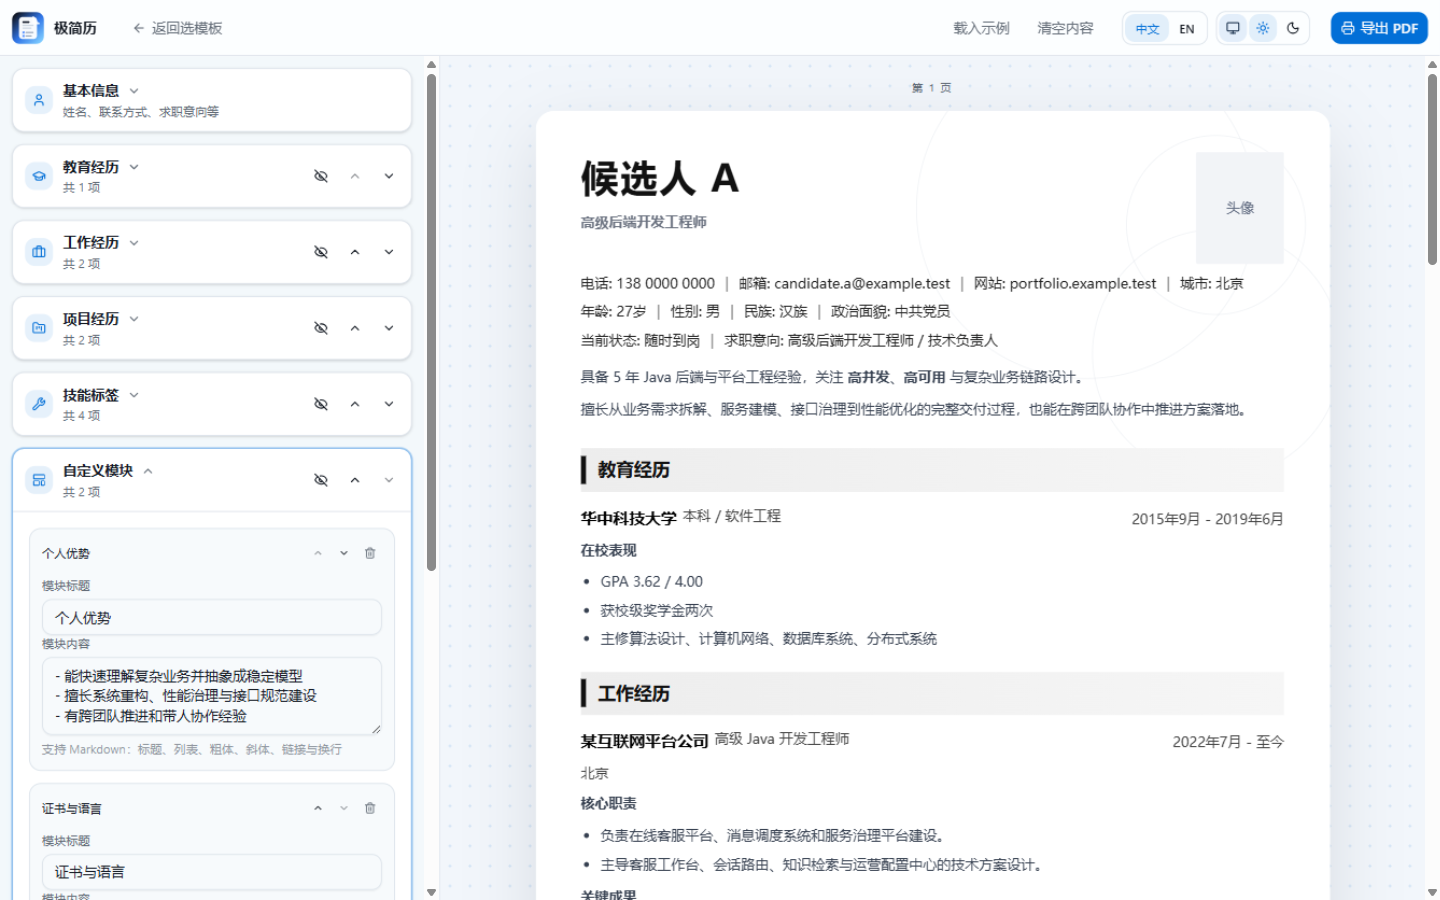 极简历
返回选模板
载入示例
清空内容
中文
EN
导出 PDF
基本信息
姓名、联系方式、求职意向等
教育经历
共 1 项
工作经历
共 2 项
项目经历
共 2 项
技能标签
共 4 项
自定义模块
共 2 项
个人优势
模块标题
个人优势
模块内容
- 能快速理解复杂业务并抽象成稳定模型
- 擅长系统重构、性能治理与接口规范建设
- 有跨团队推进和带人协作经验
支持 Markdown：标题、列表、粗体、斜体、链接与换行
证书与语言
模块标题
证书与语言
模块内容
第 1 页
候选人 A
高级后端开发工程师
头像
电话: 138 0000 0000 | 邮箱: candidate.a@example.test | 网站: portfolio.example.test | 城市: 北京
年龄: 27岁 | 性别: 男 | 民族: 汉族 | 政治面貌: 中共党员
当前状态: 随时到岗 | 求职意向: 高级后端开发工程师 / 技术负责人
具备 5 年 Java 后端与平台工程经验，关注 高并发、高可用 与复杂业务链路设计。
擅长从业务需求拆解、服务建模、接口治理到性能优化的完整交付过程，也能在跨团队协作中推进方案落地。
教育经历
华中科技大学 本科 / 软件工程 2015年9月 - 2019年6月
在校表现
• GPA 3.62 / 4.00
• 获校级奖学金两次
• 主修算法设计、计算机网络、数据库系统、分布式系统
工作经历
某互联网平台公司 高级 Java 开发工程师 2022年7月 - 至今
北京
核心职责
• 负责在线客服平台、消息调度系统和服务治理平台建设。
• 主导客服工作台、会话路由、知识检索与运营配置中心的技术方案设计。
关键成果